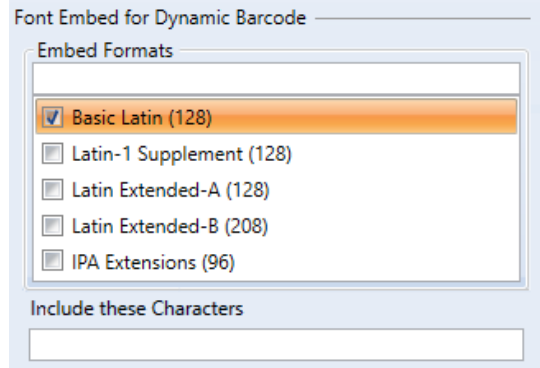 Font Embed for Dynamic Barcode
Embed Formats
Basic Latin (128)
Latin-1 Supplement (128)
Latin Extended-A (128)
Latin Extended-B (208)
IPA Extensions (96)
Include these Characters